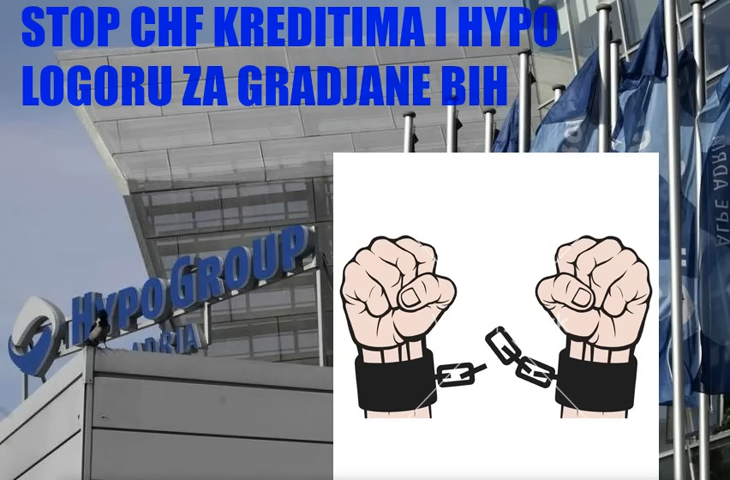 STOP CHF KREDITIMA I HYPO
LOGORU ZA GRADJANE BIH
HYPO GROUP
ADRIA
ALPE ADRIA